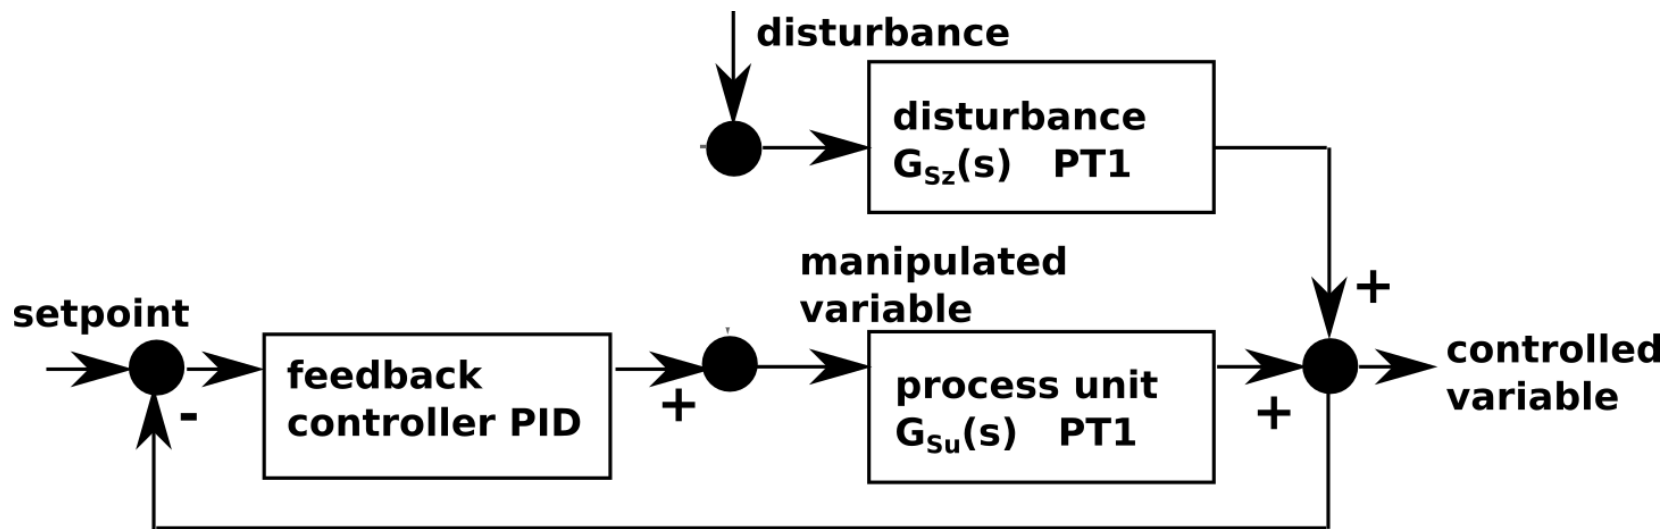 disturbance
disturbance
G_Sz(s) PT1
manipulated
variable
setpoint
+
feedback
controller PID
process unit
G_Su(s) PT1
controlled
variable
-
+
+